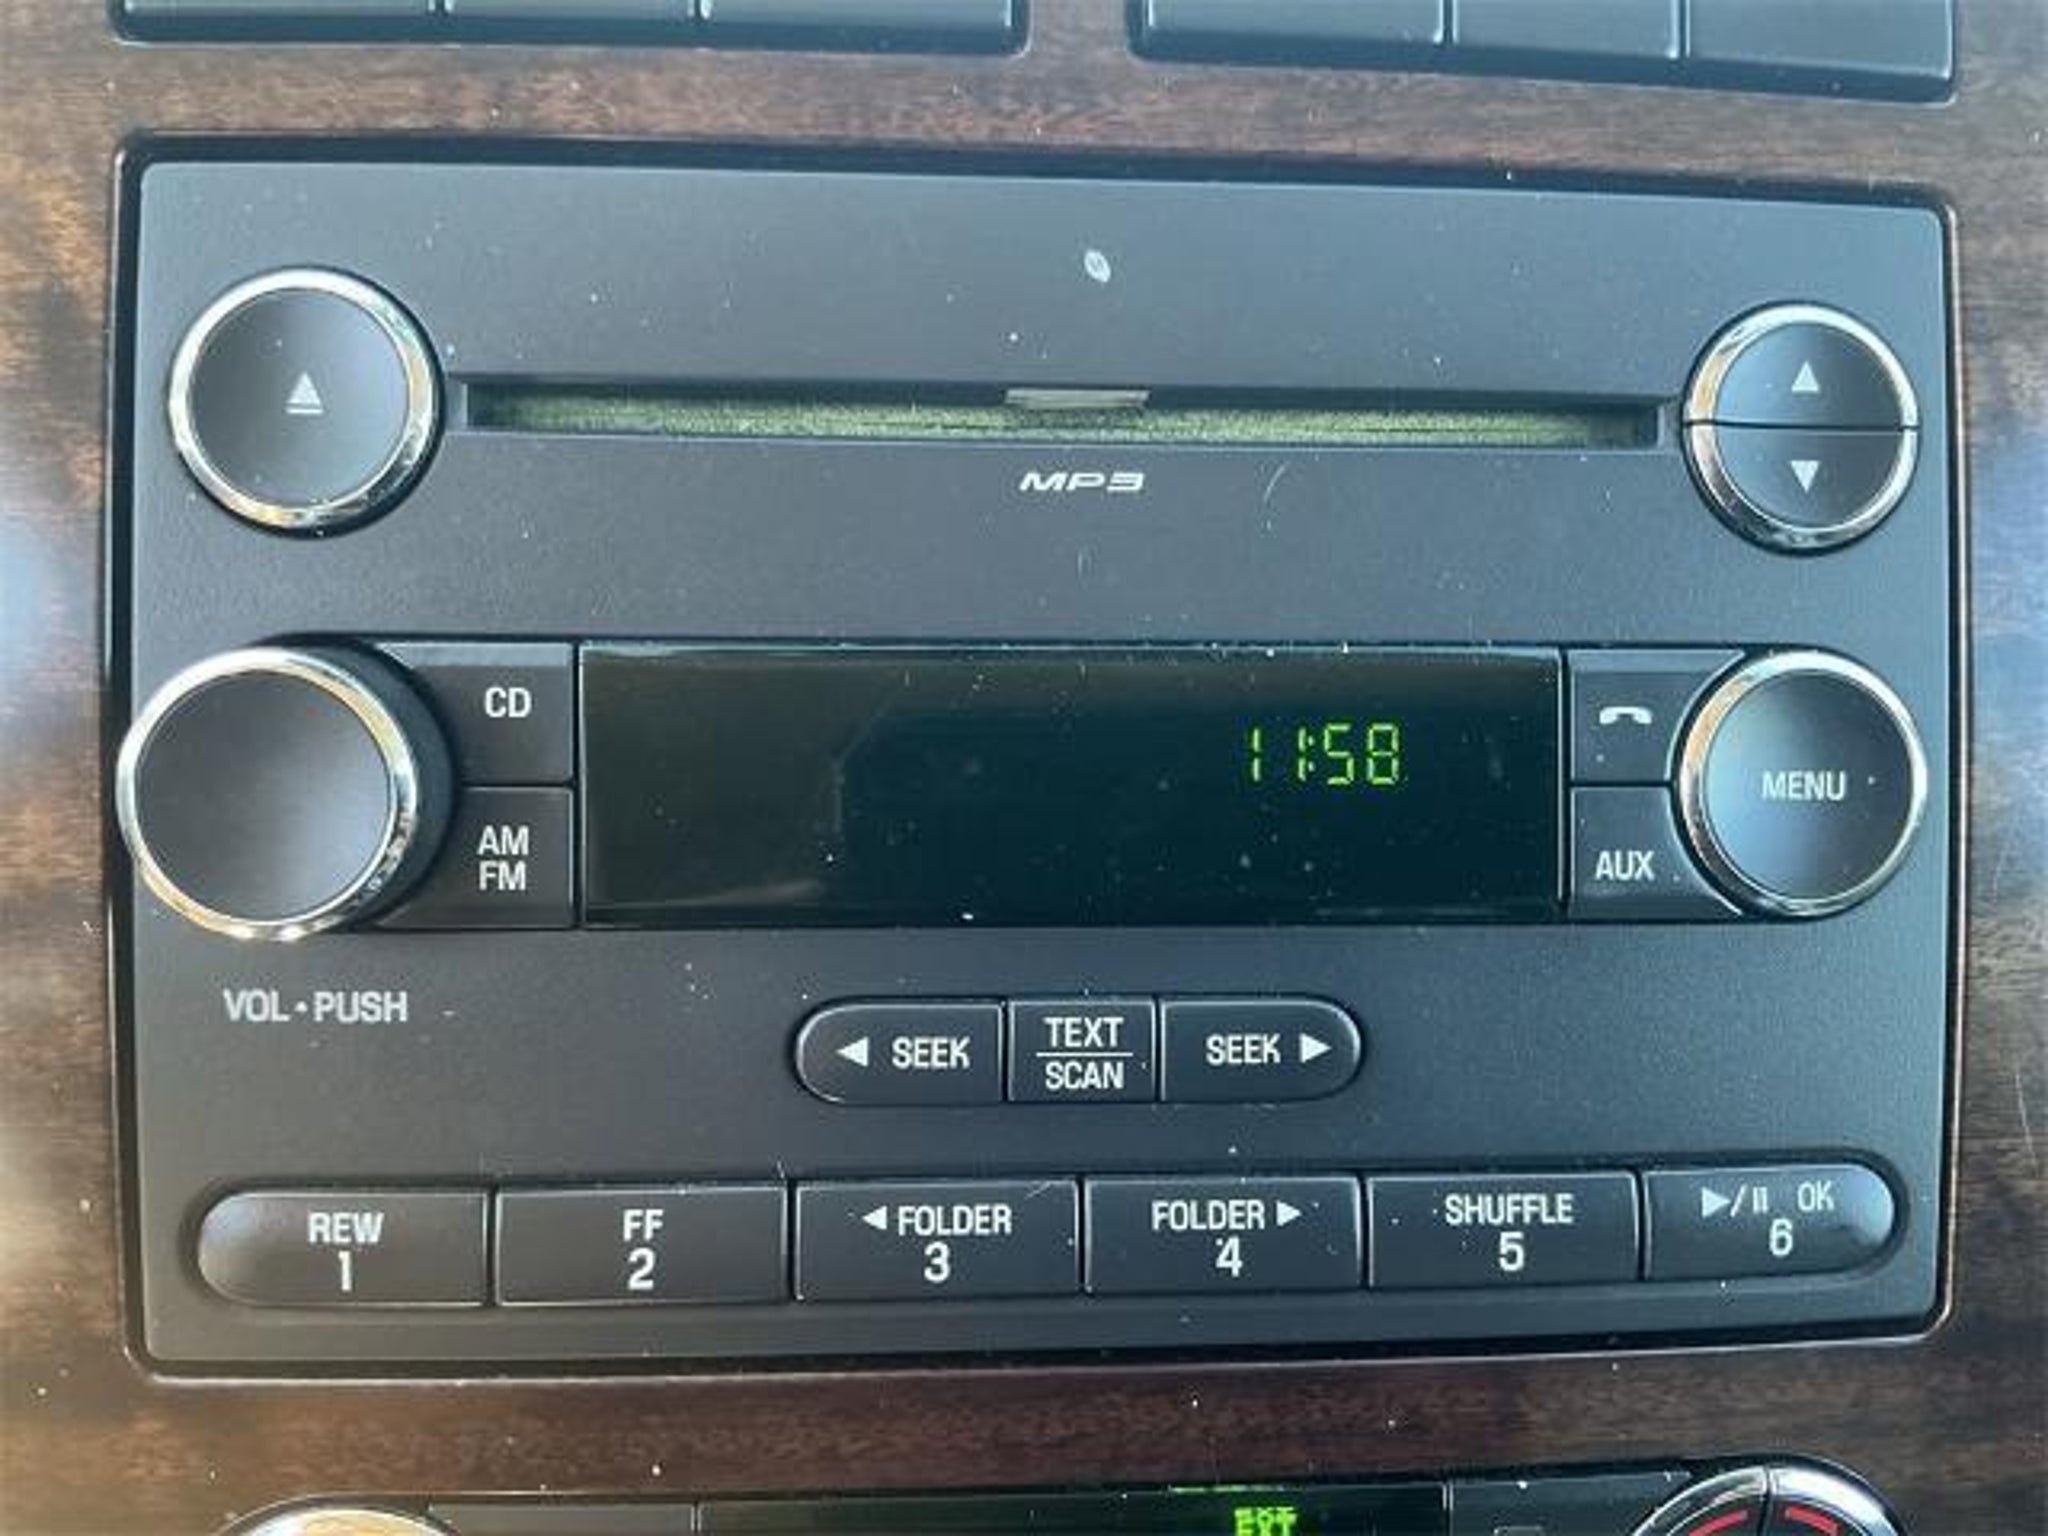 MP3
CD
11:58
AM
FM
AUX
MENU
VOL•PUSH
◀ SEEK
TEXT
SCAN
SEEK ▶
REW
1
FF
2
◀FOLDER
3
FOLDER▶
4
SHUFFLE
5
▶/II OK
6
EXT